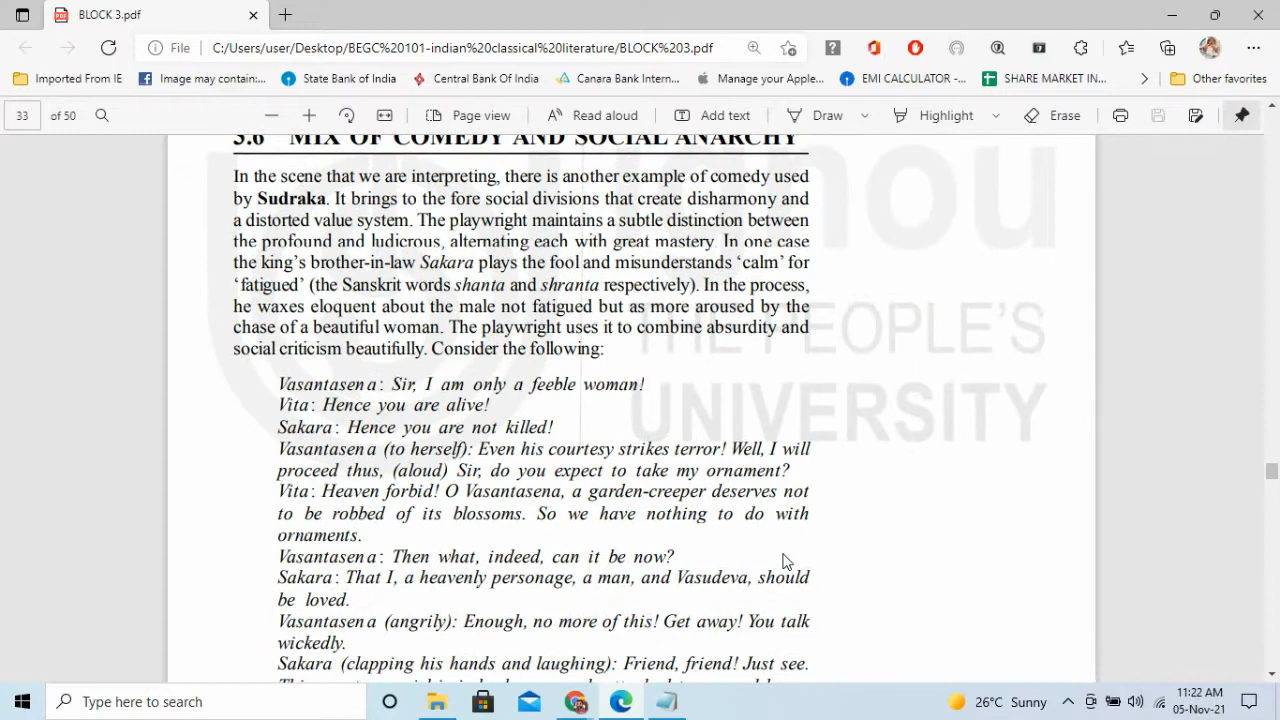 BLOCK 3.pdf
File
C:/Users/user/Desktop/BEGC%20101-indian%20classical%20literature/BLOCK%203.pdf
Imported From IE
Image may contain:...
State Bank of India
Central Bank Of India
Canara Bank Intern...
Manage your Apple...
EMI CALCULATOR -...
SHARE MARKET IN...
Other favorites
33 of 50
Page view
Read aloud
Add text
Draw
Highlight
Erase
3.6 MIX OF COMEDY AND SOCIAL ANARCHY
In the scene that we are interpreting, there is another example of comedy used
by Sudraka. It brings to the fore social divisions that create disharmony and
a distorted value system. The playwright maintains a subtle distinction between
the profound and ludicrous, alternating each with great mastery. In one case
the king's brother-in-law Sakara plays the fool and misunderstands 'calm' for
'fatigued' (the Sanskrit words shanta and shranta respectively). In the process,
he waxes eloquent about the male not fatigued but as more aroused by the
chase of a beautiful woman. The playwright uses it to combine absurdity and
social criticism beautifully. Consider the following:
Vasantasena: Sir, I am only a feeble woman!
Vita: Hence you are alive!
Sakara: Hence you are not killed!
Vasantasena (to herself): Even his courtesy strikes terror! Well, I will
proceed thus, (aloud) Sir, do you expect to take my ornament?
Vita: Heaven forbid! O Vasantasena, a garden-creeper deserves not
to be robbed of its blossoms. So we have nothing to do with
ornaments.
Vasantasena: Then what, indeed, can it be now?
Sakara: That I, a heavenly personage, a man, and Vasudeva, should
be loved.
Vasantasena (angrily): Enough, no more of this! Get away! You talk
wickedly.
Sakara (clapping his hands and laughing): Friend, friend! Just see.
ignou
THE PEOPLE'S
UNIVERSITY
Type here to search
26°C Sunny
11:22 AM
05-Nov-21